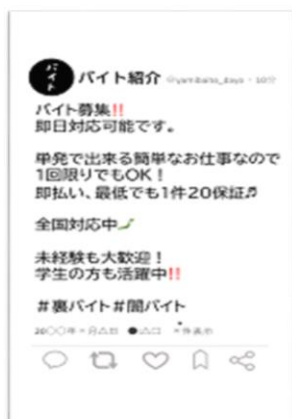 バイト
バイト紹介 @yamibaito_days・10分
バイト募集‼
即日対応可能です。
単発で出来る簡単なお仕事なので
1回限りでもOK！
即払い、最低でも1件20保証♬
全国対応中
未経験も大歓迎！
学生の方も活躍中‼
＃裏バイト＃闇バイト